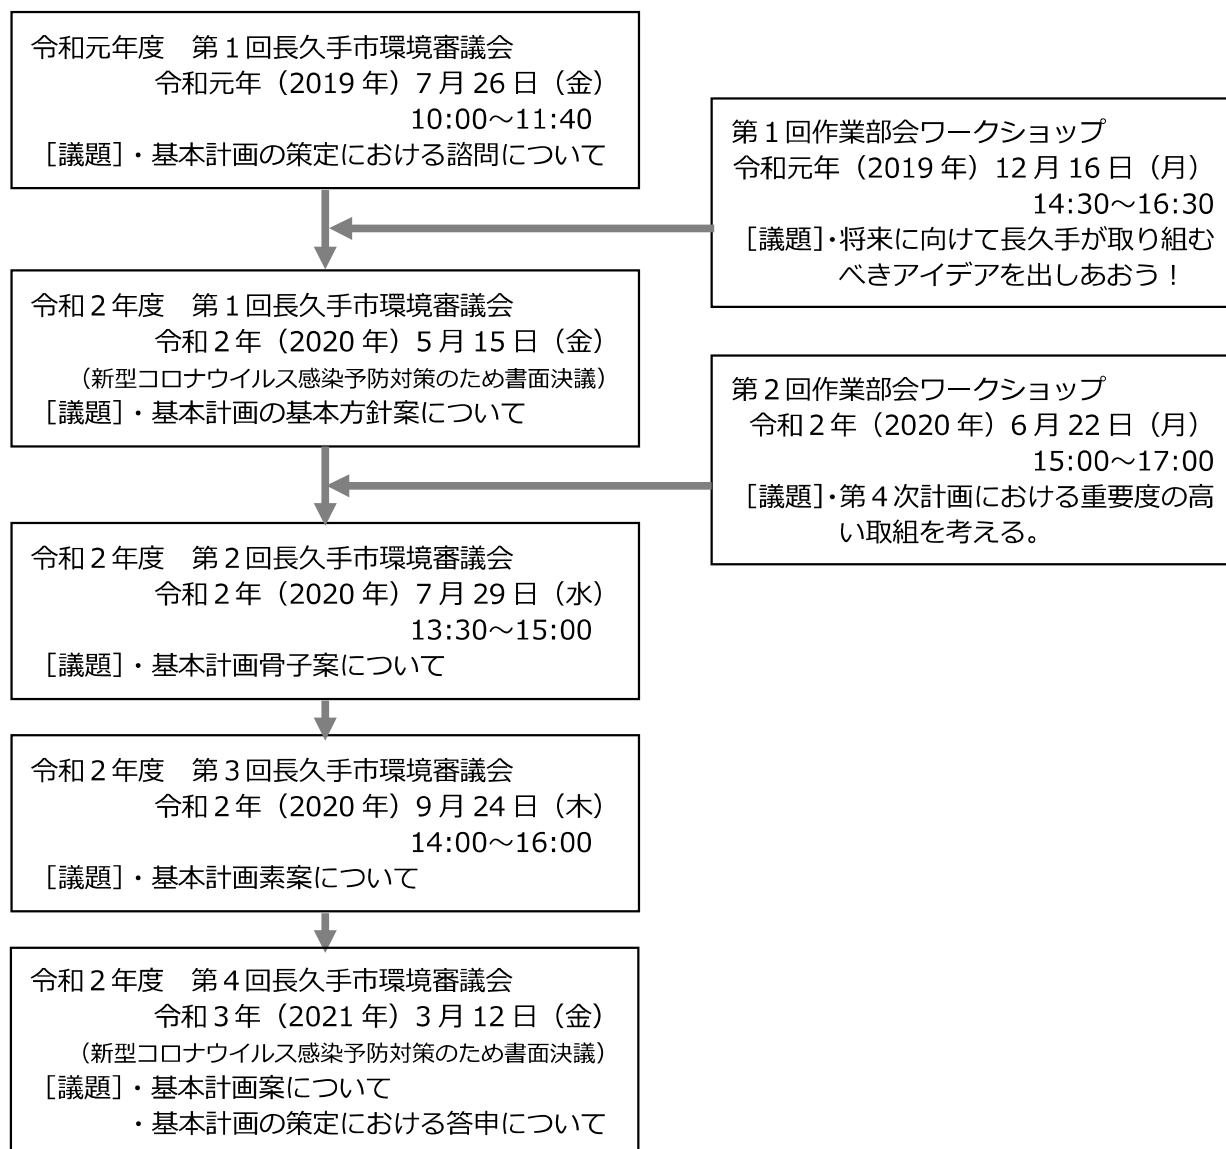 令和元年度　第１回長久手市環境審議会
令和元年（2019 年）７月 26 日（金）
10:00～11:40
［議題］・基本計画の策定における諮問について
第１回作業部会ワークショップ
令和元年（2019 年）12 月 16 日（月）
14:30～16:30
［議題］・将来に向けて長久手が取り組む
べきアイデアを出しあおう！
令和２年度　第１回長久手市環境審議会
令和２年（2020 年）５月 15 日（金）
（新型コロナウイルス感染予防対策のため書面決議）
［議題］・基本計画の基本方針案について
第２回作業部会ワークショップ
令和２年（2020 年）６月 22 日（月）
15:00～17:00
［議題］・第４次計画における重要度の高
い取組を考える。
令和２年度　第２回長久手市環境審議会
令和２年（2020 年）７月 29 日（水）
13:30～15:00
［議題］・基本計画骨子案について
令和２年度　第３回長久手市環境審議会
令和２年（2020 年）９月 24 日（木）
14:00～16:00
［議題］・基本計画素案について
令和２年度　第４回長久手市環境審議会
令和３年（2021 年）３月 12 日（金）
（新型コロナウイルス感染予防対策のため書面決議）
［議題］・基本計画案について
・基本計画の策定における答申について